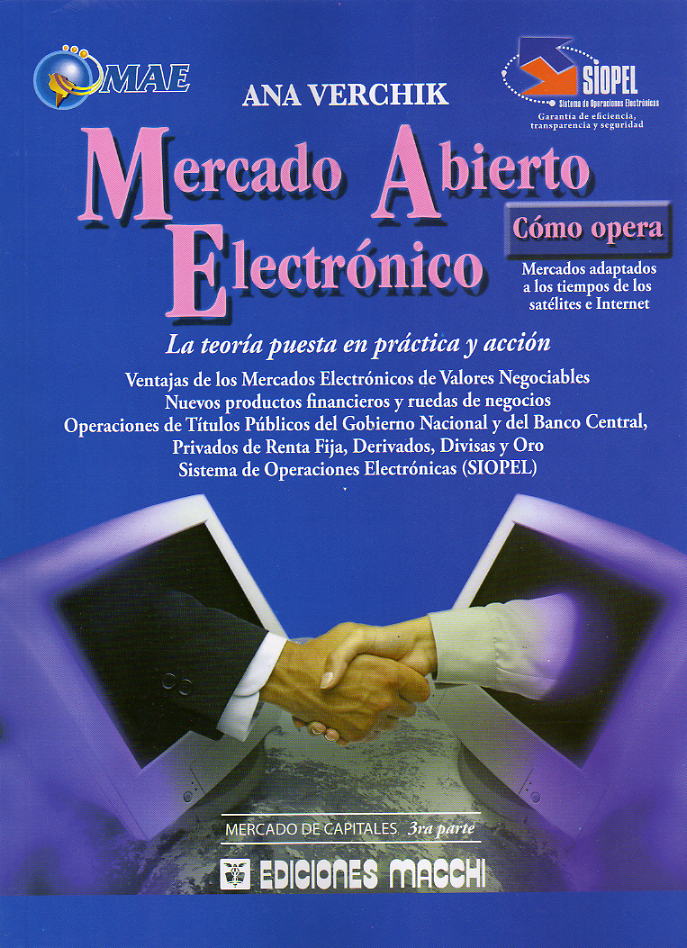 MAE
ANA VERCHIK
SIOPEL
Sistema de Operaciones Electrónicas
Garantía de eficiencia,
transparencia y seguridad
Mercado Abierto
Electrónico
Cómo opera
Mercados adaptados
a los tiempos de los
satélites e Internet
La teoría puesta en práctica y acción
Ventajas de los Mercados Electrónicos de Valores Negociables
Nuevos productos financieros y ruedas de negocios
Operaciones de Títulos Públicos del Gobierno Nacional y del Banco Central,
Privados de Renta Fija, Derivados, Divisas y Oro
Sistema de Operaciones Electrónicas (SIOPEL)
MERCADO DE CAPITALES 3ra parte
EDICIONES MACCHI